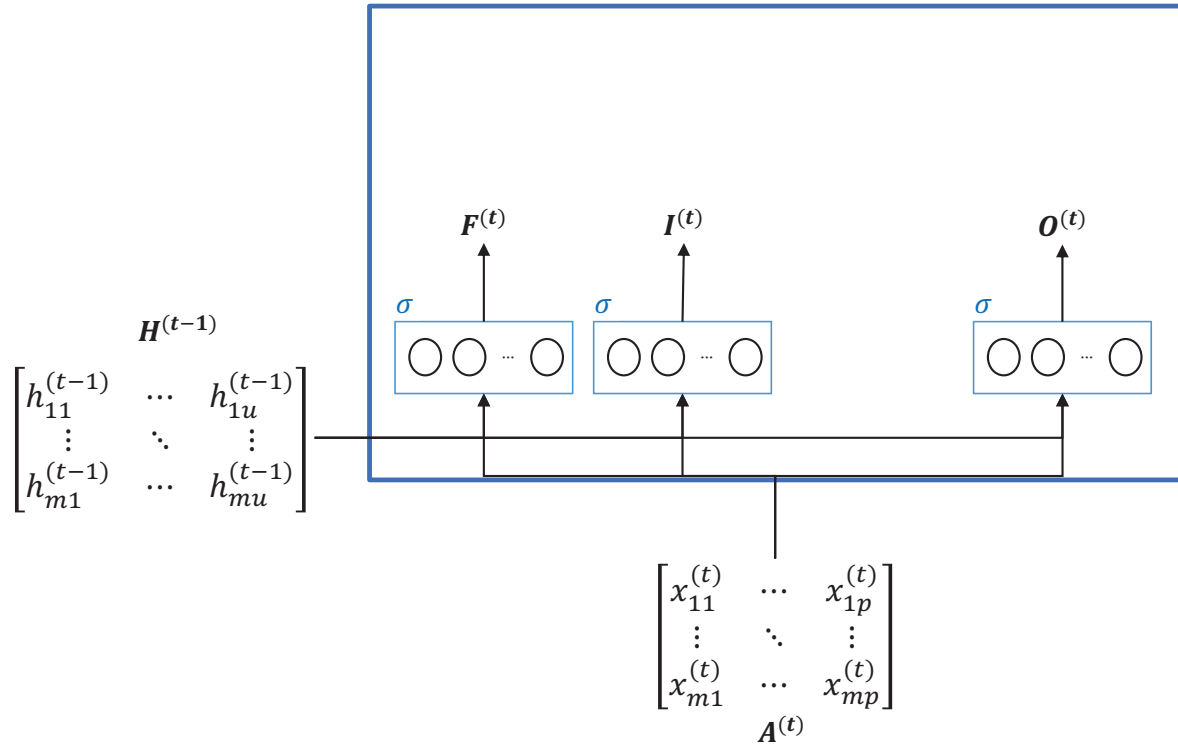 F^(t) I^(t) O^(t)
σ σ σ
... ... ...
H^(t−1)
h_11^(t−1) ⋯ h_1u^(t−1)
⋮ ⋱ ⋮
h_m1^(t−1) ⋯ h_mu^(t−1)
x_11^(t) ⋯ x_1p^(t)
⋮ ⋱ ⋮
x_m1^(t) ⋯ x_mp^(t)
A^(t)